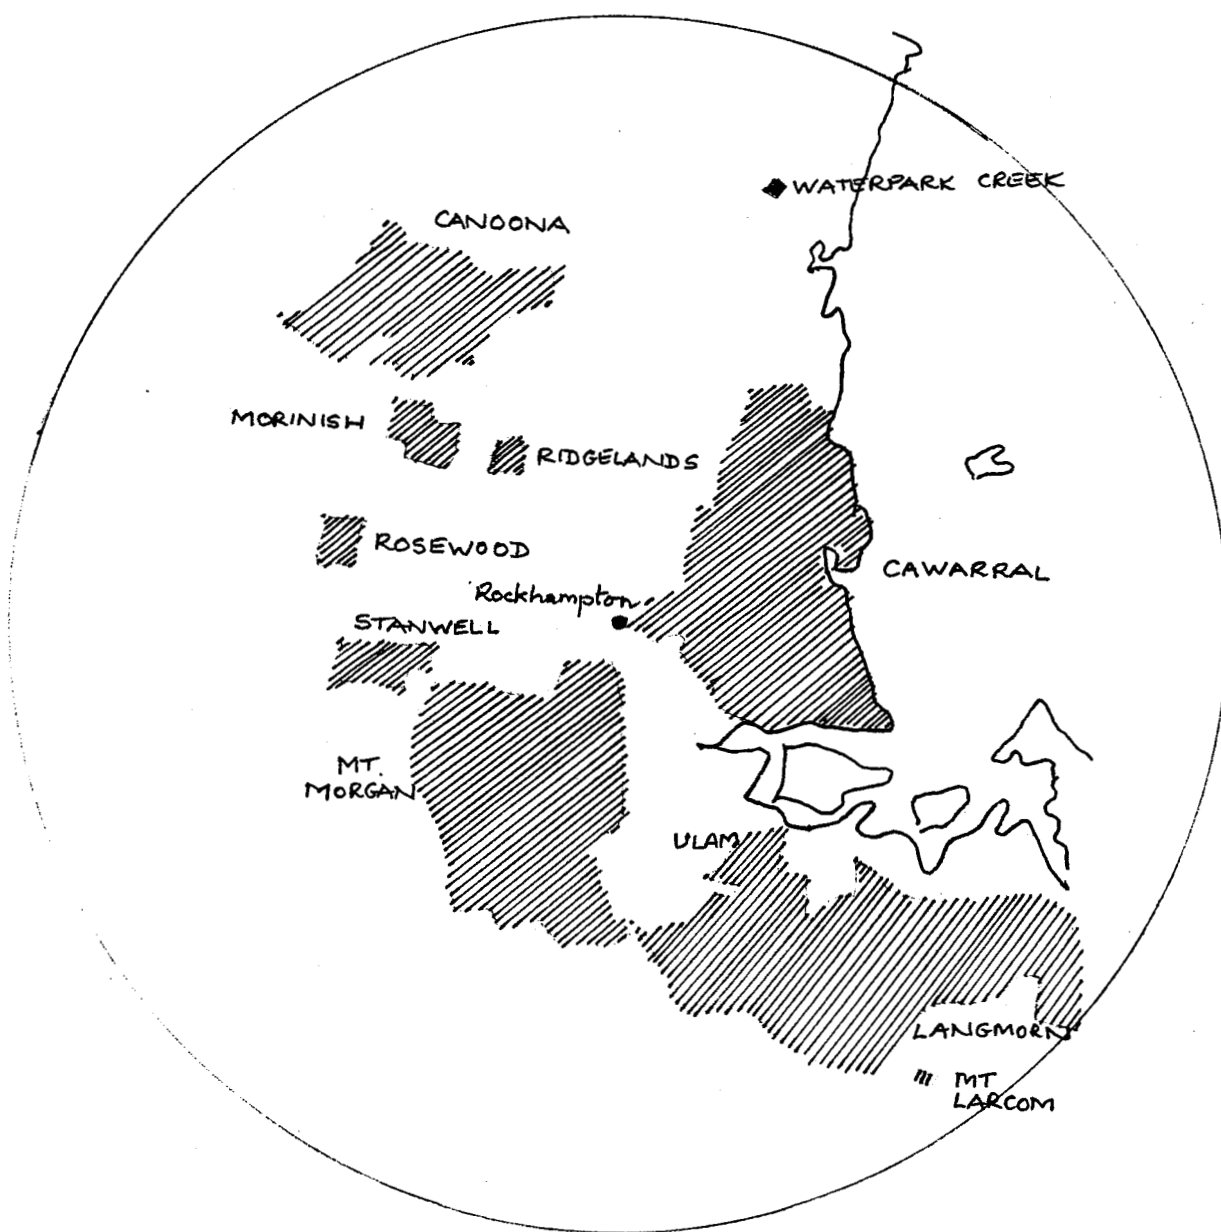 WATERPARK CREEK
CANOONA
MORINISH
RIDGELANDS
ROSEWOOD
CAWARRAL
Rockhampton
STANWELL
MT.
MORGAN
ULAM
LANGMORN
MT
LARCOM